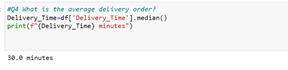 #Q4 What is the average delivery order?
Delivery_Time=df['Delivery_Time'].median()
print(f"{Delivery_Time} minutes")
30.0 minutes